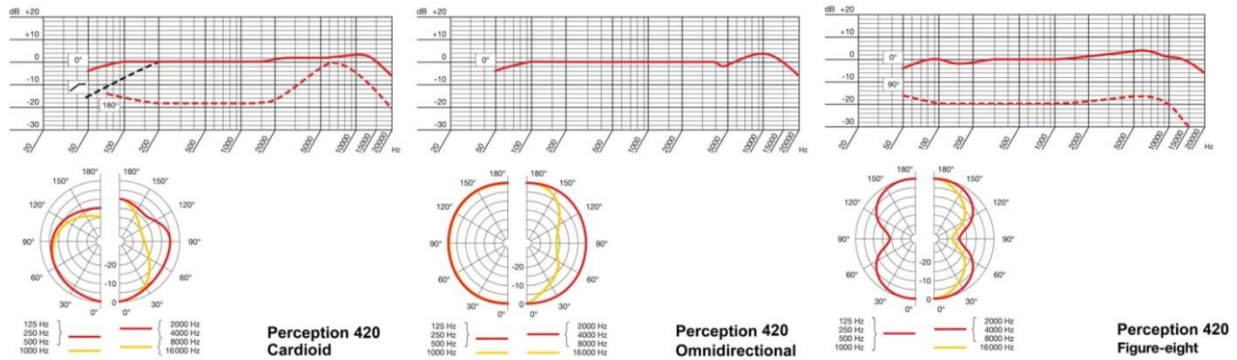 dB +20
+10
0
-10
-20
-30
0°
180°
20
50
100
200
500
1000
2000
5000
10000
15000
20000
Hz
180°
180°
150°
150°
120°
120°
90°
90°
60°
60°
30°
30°
-20
-10
0
0°
125 Hz
250 Hz
500 Hz
1000 Hz
2000 Hz
4000 Hz
8000 Hz
16000 Hz
Perception 420
Cardioid
dB +20
+10
0
-10
-20
-30
0°
20
50
100
200
500
1000
2000
5000
10000
15000
20000
Hz
180°
180°
150°
150°
120°
120°
90°
90°
60°
60°
30°
30°
-20
-10
0
0°
125 Hz
250 Hz
500 Hz
1000 Hz
2000 Hz
4000 Hz
8000 Hz
16000 Hz
Perception 420
Omnidirectional
dB +20
+10
0
-10
-20
-30
0°
90°
20
50
100
200
500
1000
2000
5000
10000
15000
20000
Hz
180°
180°
150°
150°
120°
120°
90°
90°
60°
60°
30°
30°
-20
-10
0
0°
125 Hz
250 Hz
500 Hz
1000 Hz
2000 Hz
4000 Hz
8000 Hz
16000 Hz
Perception 420
Figure-eight